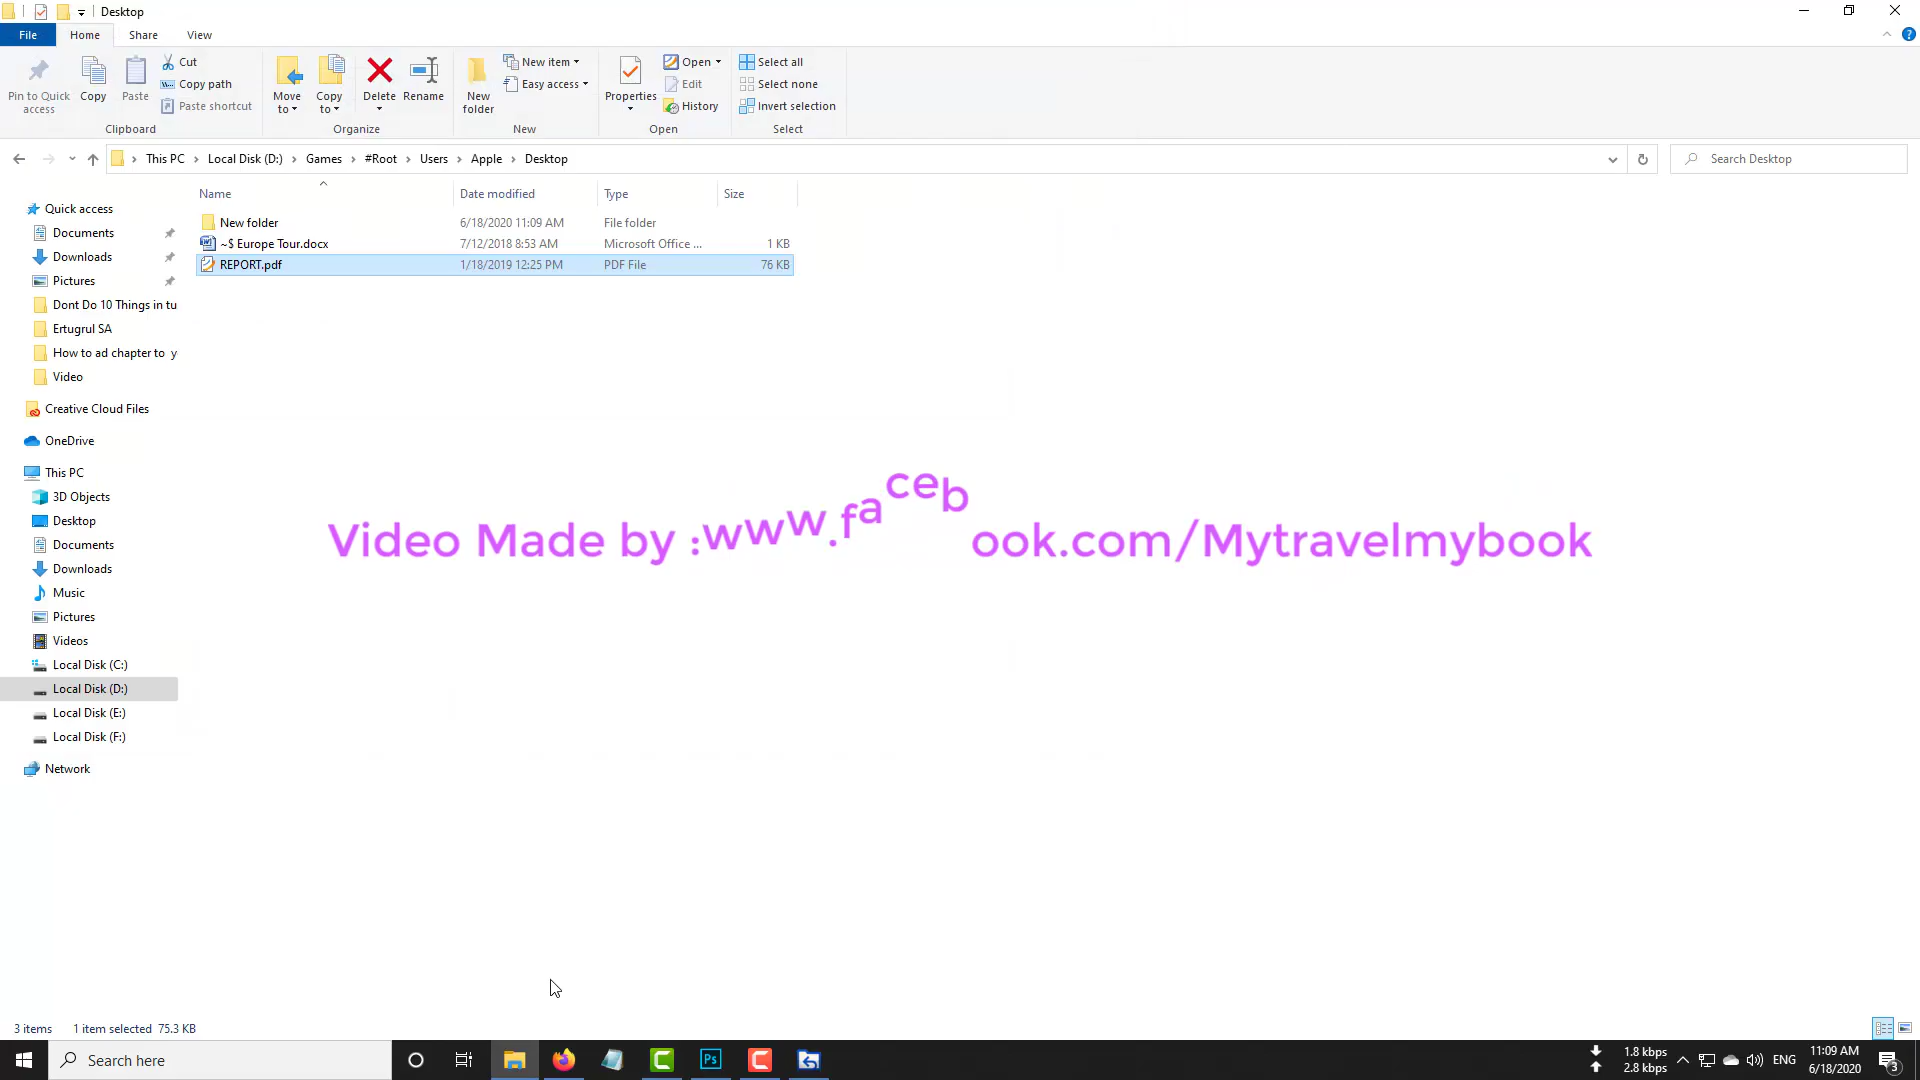 Desktop
File
Home
Share
View
Pin to Quick access
Copy
Paste
Cut
Copy path
Paste shortcut
Clipboard
Move to
Copy to
Delete
Rename
Organize
New folder
New item
Easy access
New
Properties
Open
Edit
History
Open
Select all
Select none
Invert selection
Select
This PC > Local Disk (D:) > Games > #Root > Users > Apple > Desktop
Search Desktop
Name Date modified Type Size
New folder 6/18/2020 11:09 AM File folder
~$ Europe Tour.docx 7/12/2018 8:53 AM Microsoft Office ... 1 KB
REPORT.pdf 1/18/2019 12:25 PM PDF File 76 KB
Quick access
Documents
Downloads
Pictures
Dont Do 10 Things in tu
Ertugrul SA
How to ad chapter to y
Video
Creative Cloud Files
OneDrive
This PC
3D Objects
Desktop
Documents
Downloads
Music
Pictures
Videos
Local Disk (C:)
Local Disk (D:)
Local Disk (E:)
Local Disk (F:)
Network
Video Made by :www.facebook.com/Mytravelmybook
3 items 1 item selected 75.3 KB
Search here
Ps
1.8 kbps
2.8 kbps
ENG
11:09 AM
6/18/2020
3